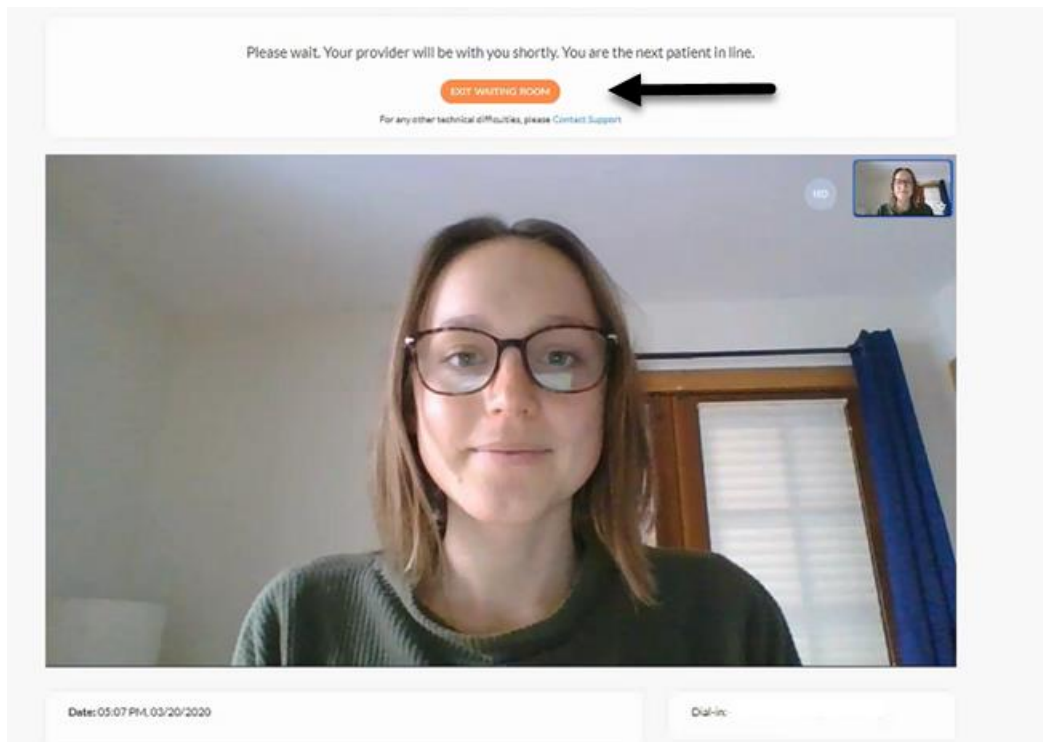 Please wait. Your provider will be with you shortly. You are the next patient in line.
EXIT WAITING ROOM
For any other technical difficulties, please Contact Support
Date: 05:07 PM, 03/20/2020
Dial-in: